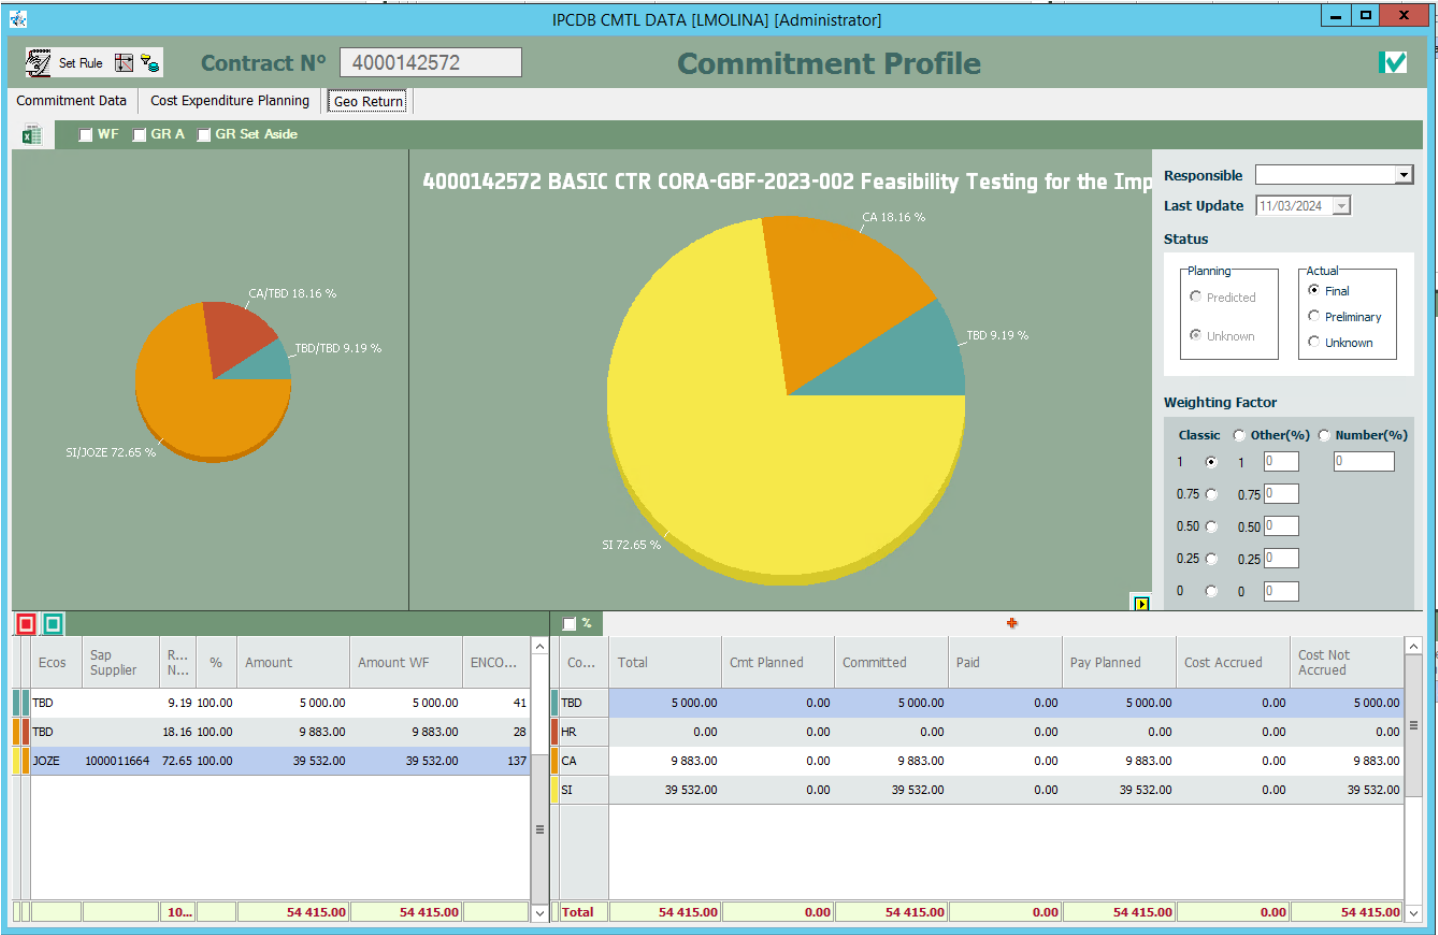 IPCDB CMTL DATA [LMOLINA] [Administrator]
Set Rule
Contract N° 4000142572
Commitment Profile
Commitment Data Cost Expenditure Planning Geo Return
WF GR A GR Set Aside
4000142572 BASIC CTR CORA-GBF-2023-002 Feasibility Testing for the Imp
CA/TBD 18.16 %
TBD/TBD 9.19 %
SI/JOZE 72.65 %
CA 18.16 %
TBD 9.19 %
SI 72.65 %
Responsible
Last Update 11/03/2024
Status
Planning
Predicted
Unknown
Actual
Final
Preliminary
Unknown
Weighting Factor
Classic Other(%) Number(%)
1 1 0 0
0.75 0.75 0
0.50 0.50 0
0.25 0.25 0
0 0 0
Ecos Sap Supplier R... N... % Amount Amount WF ENCO...
TBD 9.19 100.00 5 000.00 5 000.00 41
TBD 18.16 100.00 9 883.00 9 883.00 28
JOZE 1000011664 72.65 100.00 39 532.00 39 532.00 137
10... 54 415.00 54 415.00
%
Co... Total Cmt Planned Committed Paid Pay Planned Cost Accrued Cost Not Accrued
TBD 5 000.00 0.00 5 000.00 0.00 5 000.00 0.00 5 000.00
HR 0.00 0.00 0.00 0.00 0.00 0.00 0.00
CA 9 883.00 0.00 9 883.00 0.00 9 883.00 0.00 9 883.00
SI 39 532.00 0.00 39 532.00 0.00 39 532.00 0.00 39 532.00
Total 54 415.00 0.00 54 415.00 0.00 54 415.00 0.00 54 415.00